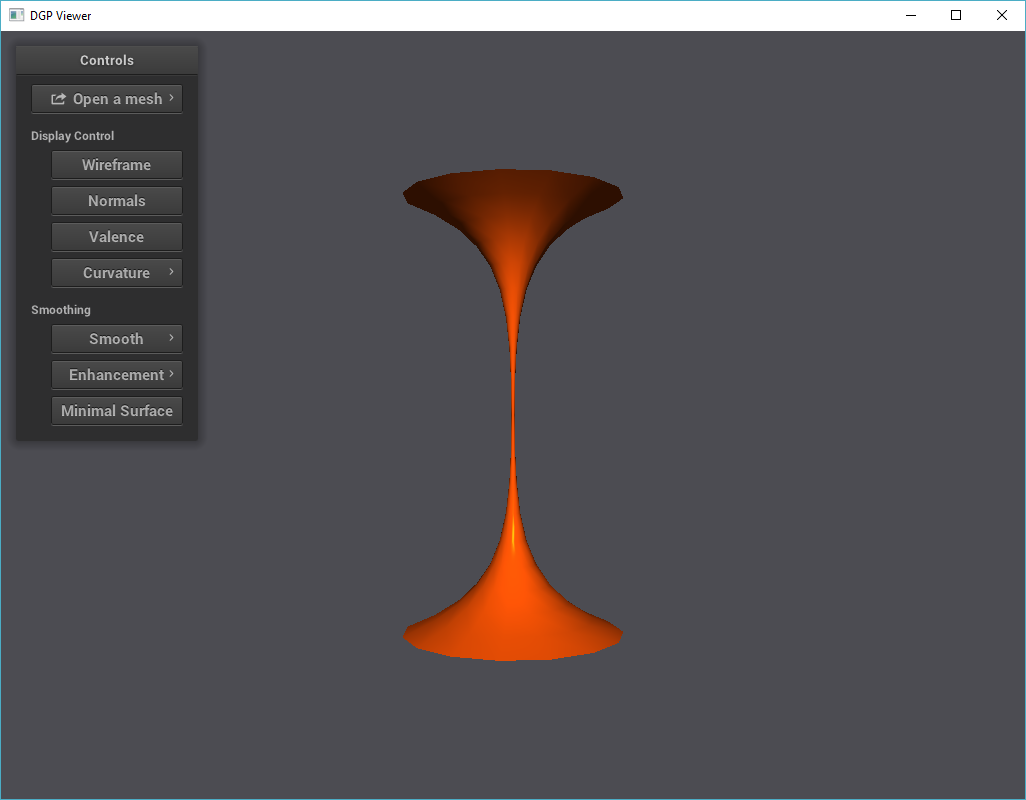 DGP Viewer
Controls
Open a mesh
Display Control
Wireframe
Normals
Valence
Curvature
Smoothing
Smooth
Enhancement
Minimal Surface